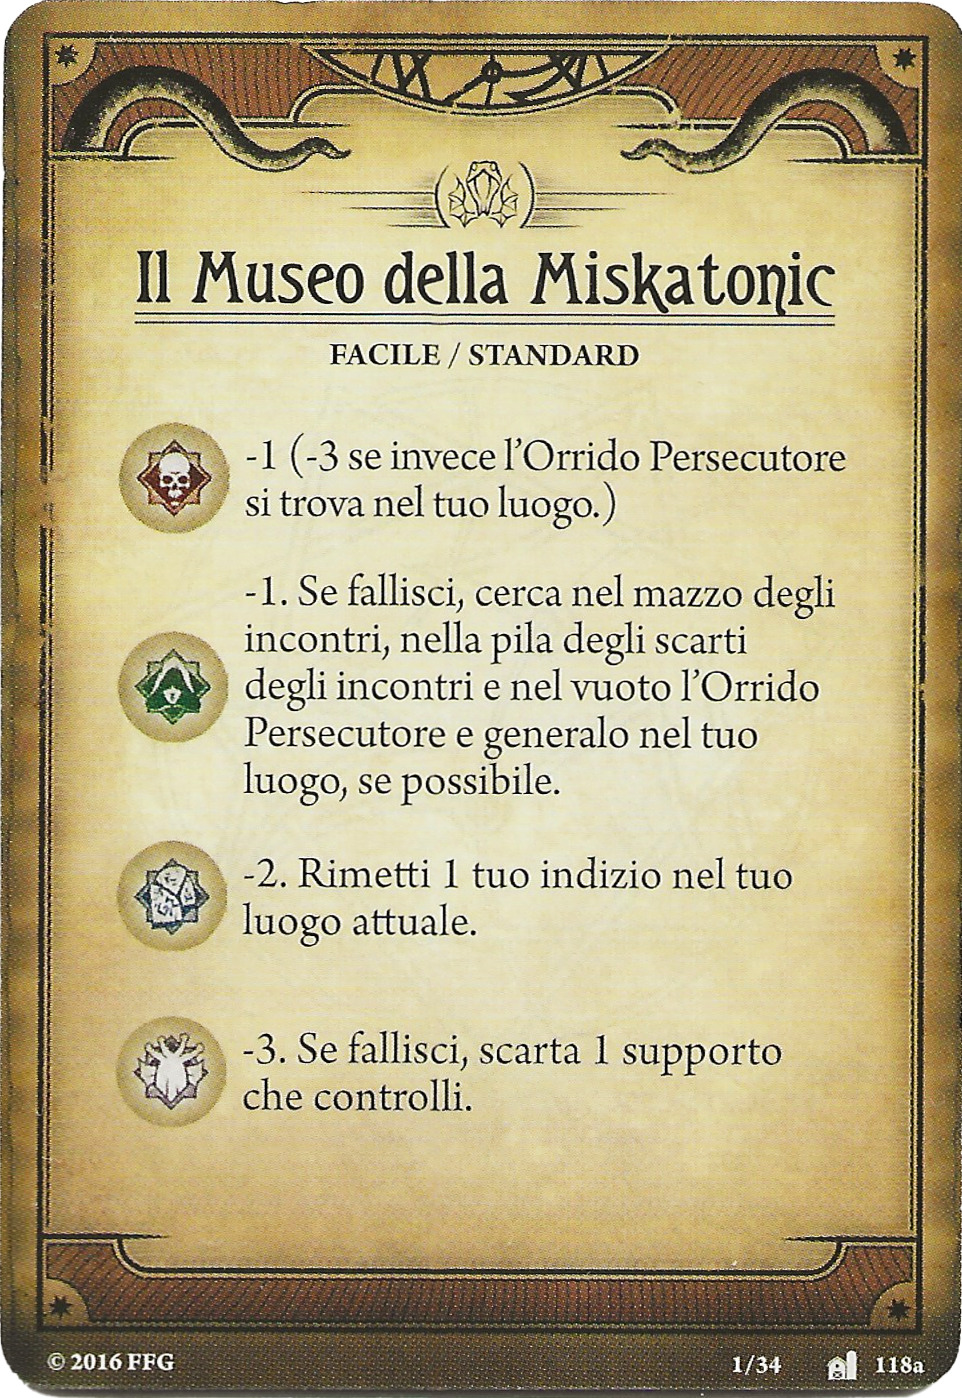 Il Museo della Miskatonic
FACILE / STANDARD
-1 (-3 se invece l'Orrido Persecutore
si trova nel tuo luogo.)
-1. Se fallisci, cerca nel mazzo degli
incontri, nella pila degli scarti
degli incontri e nel vuoto l'Orrido
Persecutore e generalo nel tuo
luogo, se possibile.
-2. Rimetti 1 tuo indizio nel tuo
luogo attuale.
-3. Se fallisci, scarta 1 supporto
che controlli.
© 2016 FFG
1/34
118a